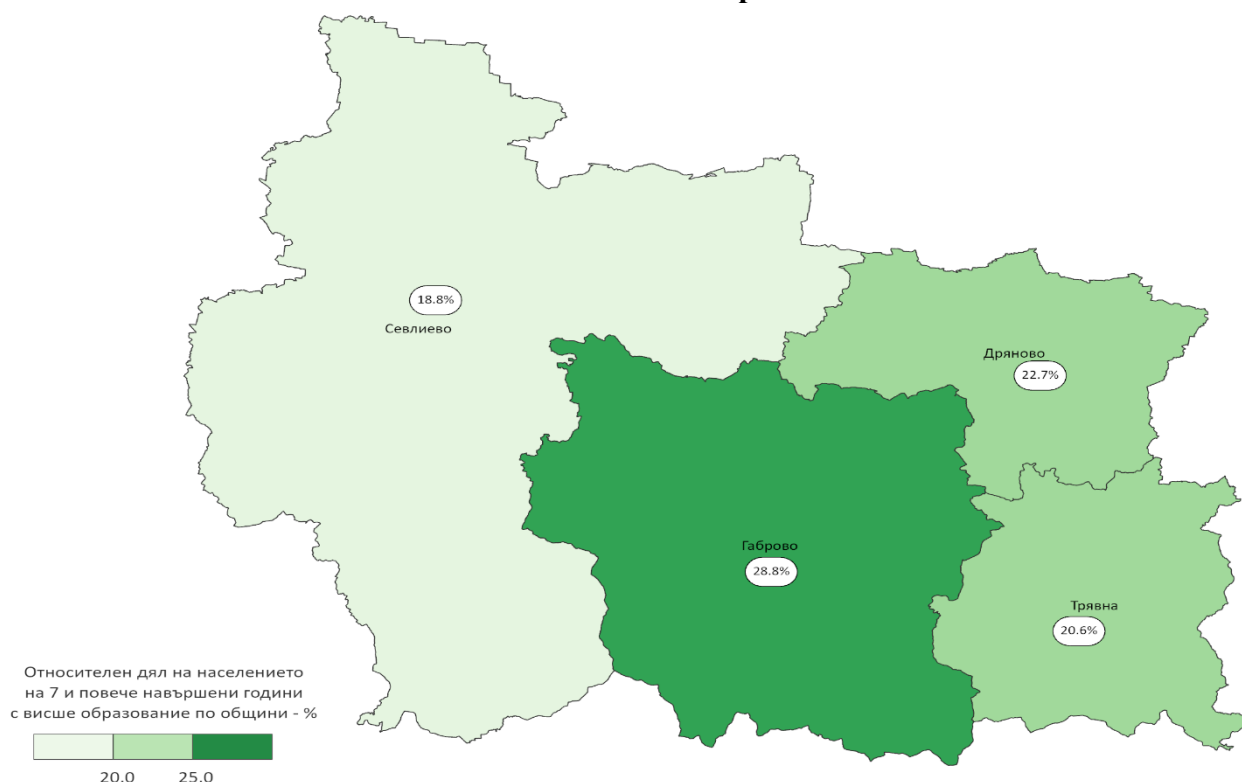 18.8%
Севлиево
Дряново
22.7%
Габрово
28.8%
Трявна
20.6%
Относителен дял на населението
на 7 и повече навършени години
с висше образование по общини - %
20.0 25.0